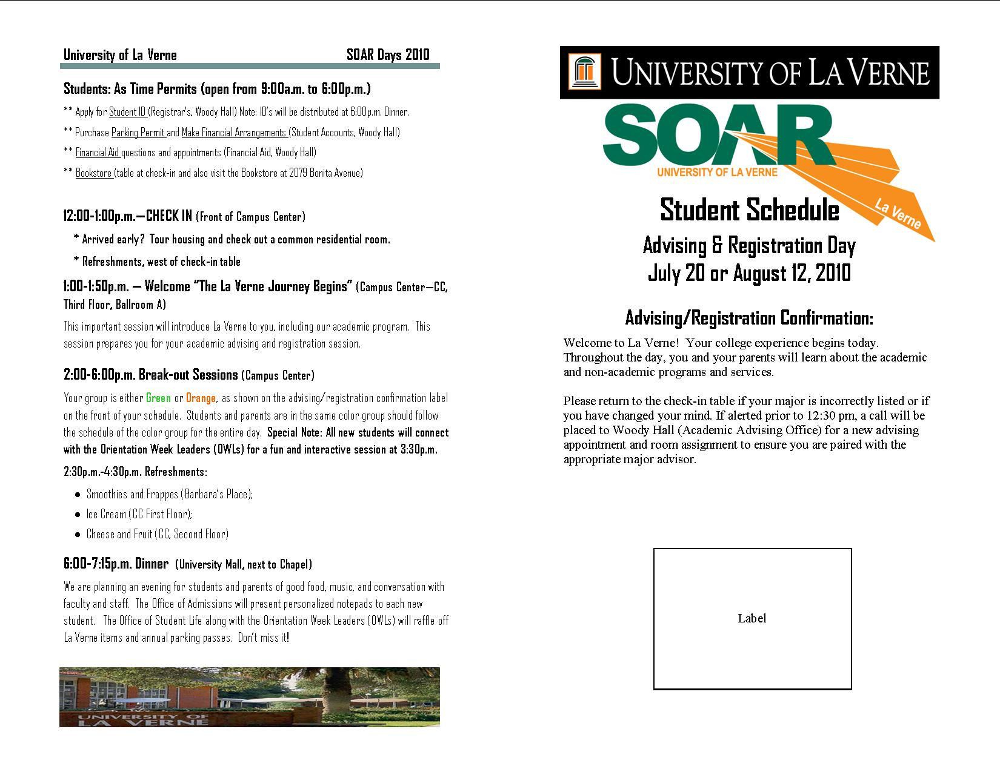 University of La Verne SOAR Days 2010
Students: As Time Permits (open from 9:00a.m. to 6:00p.m.)
** Apply for Student ID (Registrar's, Woody Hall) Note: ID's will be distributed at 6:00p.m. Dinner.
** Purchase Parking Permit and Make Financial Arrangements (Student Accounts, Woody Hall)
** Financial Aid questions and appointments (Financial Aid, Woody Hall)
** Bookstore (table at check-in and also visit the Bookstore at 2079 Bonita Avenue)
12:00-1:00p.m.—CHECK IN (Front of Campus Center)
* Arrived early? Tour housing and check out a common residential room.
* Refreshments, west of check-in table
1:00-1:50p.m. — Welcome “The La Verne Journey Begins” (Campus Center—CC,
Third Floor, Ballroom A)
This important session will introduce La Verne to you, including our academic program. This
session prepares you for your academic advising and registration session.
2:00-6:00p.m. Break-out Sessions (Campus Center)
Your group is either Green or Orange, as shown on the advising/registration confirmation label
on the front of your schedule. Students and parents are in the same color group should follow
the schedule of the color group for the entire day. Special Note: All new students will connect
with the Orientation Week Leaders (OWLs) for a fun and interactive session at 3:30p.m.
2:30p.m.-4:30p.m. Refreshments:
• Smoothies and Frappes (Barbara's Place);
• Ice Cream (CC First Floor);
• Cheese and Fruit (CC, Second Floor)
6:00-7:15p.m. Dinner (University Mall, next to Chapel)
We are planning an evening for students and parents of good food, music, and conversation with
faculty and staff. The Office of Admissions will present personalized notepads to each new
student. The Office of Student Life along with the Orientation Week Leaders (OWLs) will raffle off
La Verne items and annual parking passes. Don't miss it!
UNIVERSITY OF
LA VERNE
UNIVERSITY OF LA VERNE
SOAR
UNIVERSITY OF LA VERNE
La Verne
Student Schedule
Advising & Registration Day
July 20 or August 12, 2010
Advising/Registration Confirmation:
Welcome to La Verne! Your college experience begins today.
Throughout the day, you and your parents will learn about the academic
and non-academic programs and services.
Please return to the check-in table if your major is incorrectly listed or if
you have changed your mind. If alerted prior to 12:30 pm, a call will be
placed to Woody Hall (Academic Advising Office) for a new advising
appointment and room assignment to ensure you are paired with the
appropriate major advisor.
Label